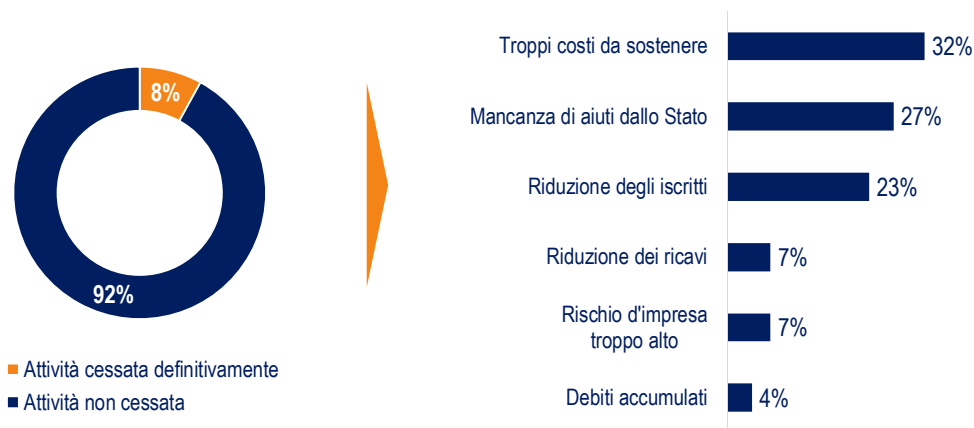 8%
92%
Attività cessata definitivamente
Attività non cessata
Troppi costi da sostenere 32%
Mancanza di aiuti dallo Stato 27%
Riduzione degli iscritti 23%
Riduzione dei ricavi 7%
Rischio d'impresa
troppo alto 7%
Debiti accumulati 4%